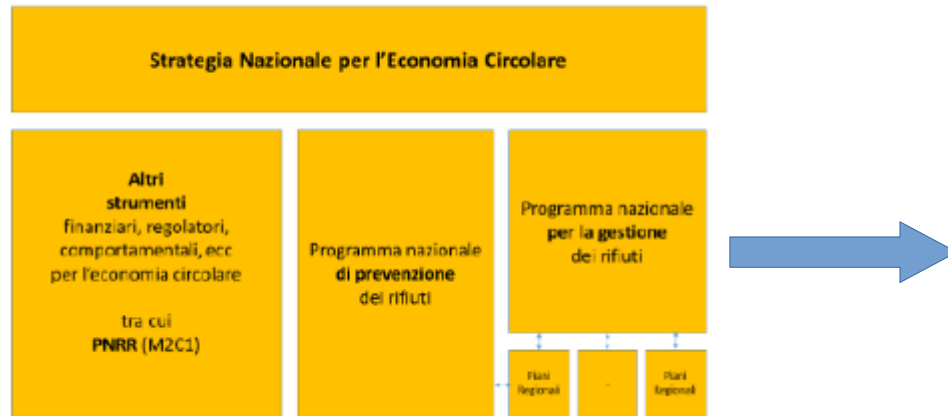 Strategia Nazionale per l'Economia Circolare
Altri
strumenti
finanziari, regolatori,
comportamentali, ecc
per l'economia circolare
tra cui
PNRR (M2C1)
Programma nazionale
di prevenzione
dei rifiuti
Programma nazionale
per la gestione
dei rifiuti
Piani
Regionali
-
Piani
Regionali